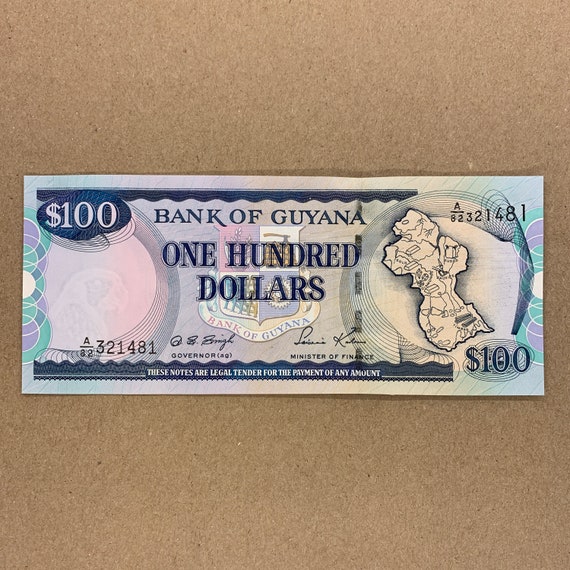 $100
BANK OF GUYANA
A/82 321481
ONE HUNDRED
DOLLARS
BANK OF GUYANA
A/82 321481
GOVERNOR (ag)
MINISTER OF FINANCE
$100
THESE NOTES ARE LEGAL TENDER FOR THE PAYMENT OF ANY AMOUNT